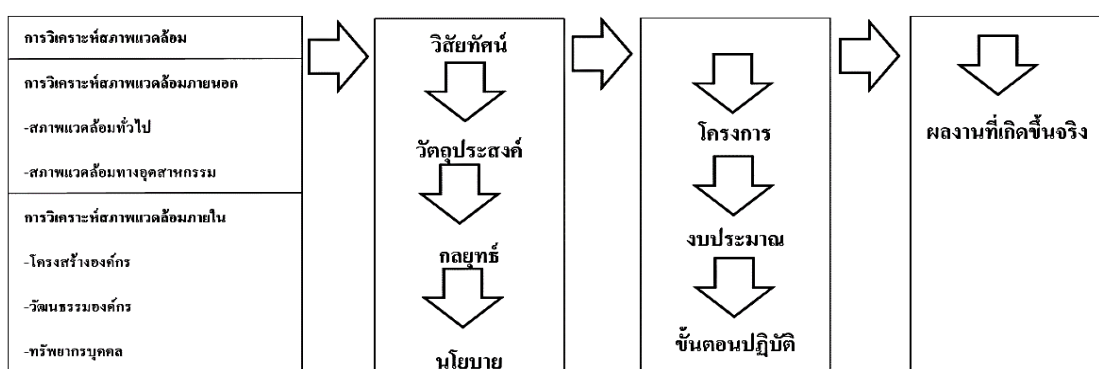 การวิเคราะห์สภาพแวดล้อม
การวิเคราะห์สภาพแวดล้อมภายนอก
-สภาพแวดล้อมทั่วไป
-สภาพแวดล้อมทางอุตสาหกรรม
การวิเคราะห์สภาพแวดล้อมภายใน
-โครงสร้างองค์กร
-วัฒนธรรมองค์กร
-ทรัพยากรบุคคล
วิสัยทัศน์
วัตถุประสงค์
กลยุทธ์
นโยบาย
โครงการ
งบประมาณ
ขั้นตอนปฏิบัติ
ผลงานที่เกิดขึ้นจริง